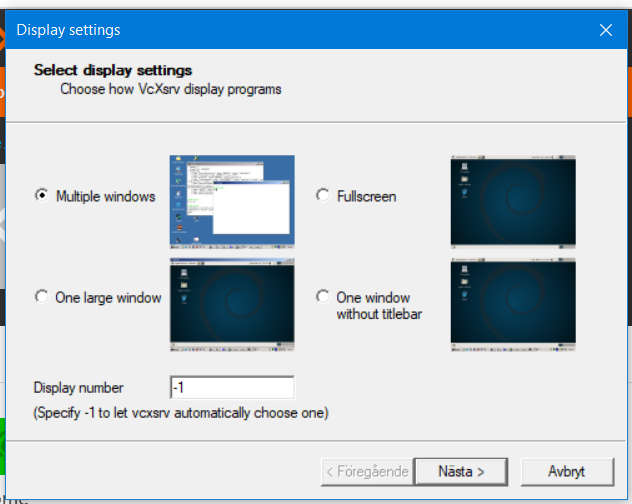 Display settings
Select display settings
Choose how VcXsrv display programs
Multiple windows
Fullscreen
One large window
One window
without titlebar
Display number
-1
(Specify -1 to let vcxsrv automatically choose one)
< Föregående
Nästa >
Avbryt